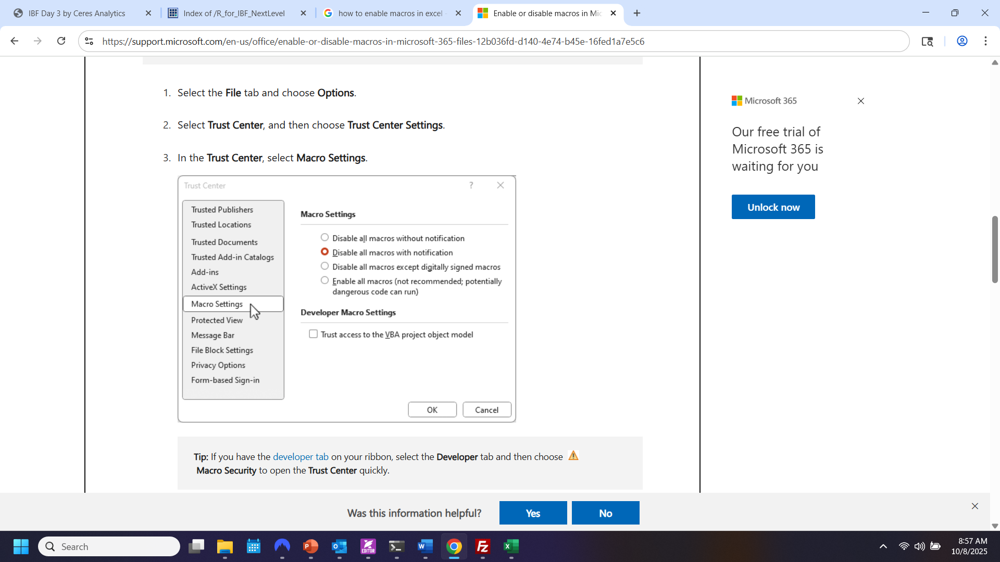 IBF Day 3 by Ceres Analytics
Index of /R_for_IBF_NextLevel
how to enable macros in excel
Enable or disable macros in Mic
https://support.microsoft.com/en-us/office/enable-or-disable-macros-in-microsoft-365-files-12b036fd-d140-4e74-b45e-16fed1a7e5c6
1. Select the File tab and choose Options.
2. Select Trust Center, and then choose Trust Center Settings.
3. In the Trust Center, select Macro Settings.
Trust Center
?
Trusted Publishers
Trusted Locations
Trusted Documents
Trusted Add-in Catalogs
Add-ins
ActiveX Settings
Macro Settings
Protected View
Message Bar
File Block Settings
Privacy Options
Form-based Sign-in
Macro Settings
Disable all macros without notification
Disable all macros with notification
Disable all macros except digitally signed macros
Enable all macros (not recommended; potentially
dangerous code can run)
Developer Macro Settings
Trust access to the VBA project object model
OK
Cancel
Tip: If you have the developer tab on your ribbon, select the Developer tab and then choose
Macro Security to open the Trust Center quickly.
Microsoft 365
Our free trial of
Microsoft 365 is
waiting for you
Unlock now
Was this information helpful?
Yes
No
Search
EDITOR
8:57 AM
10/8/2025